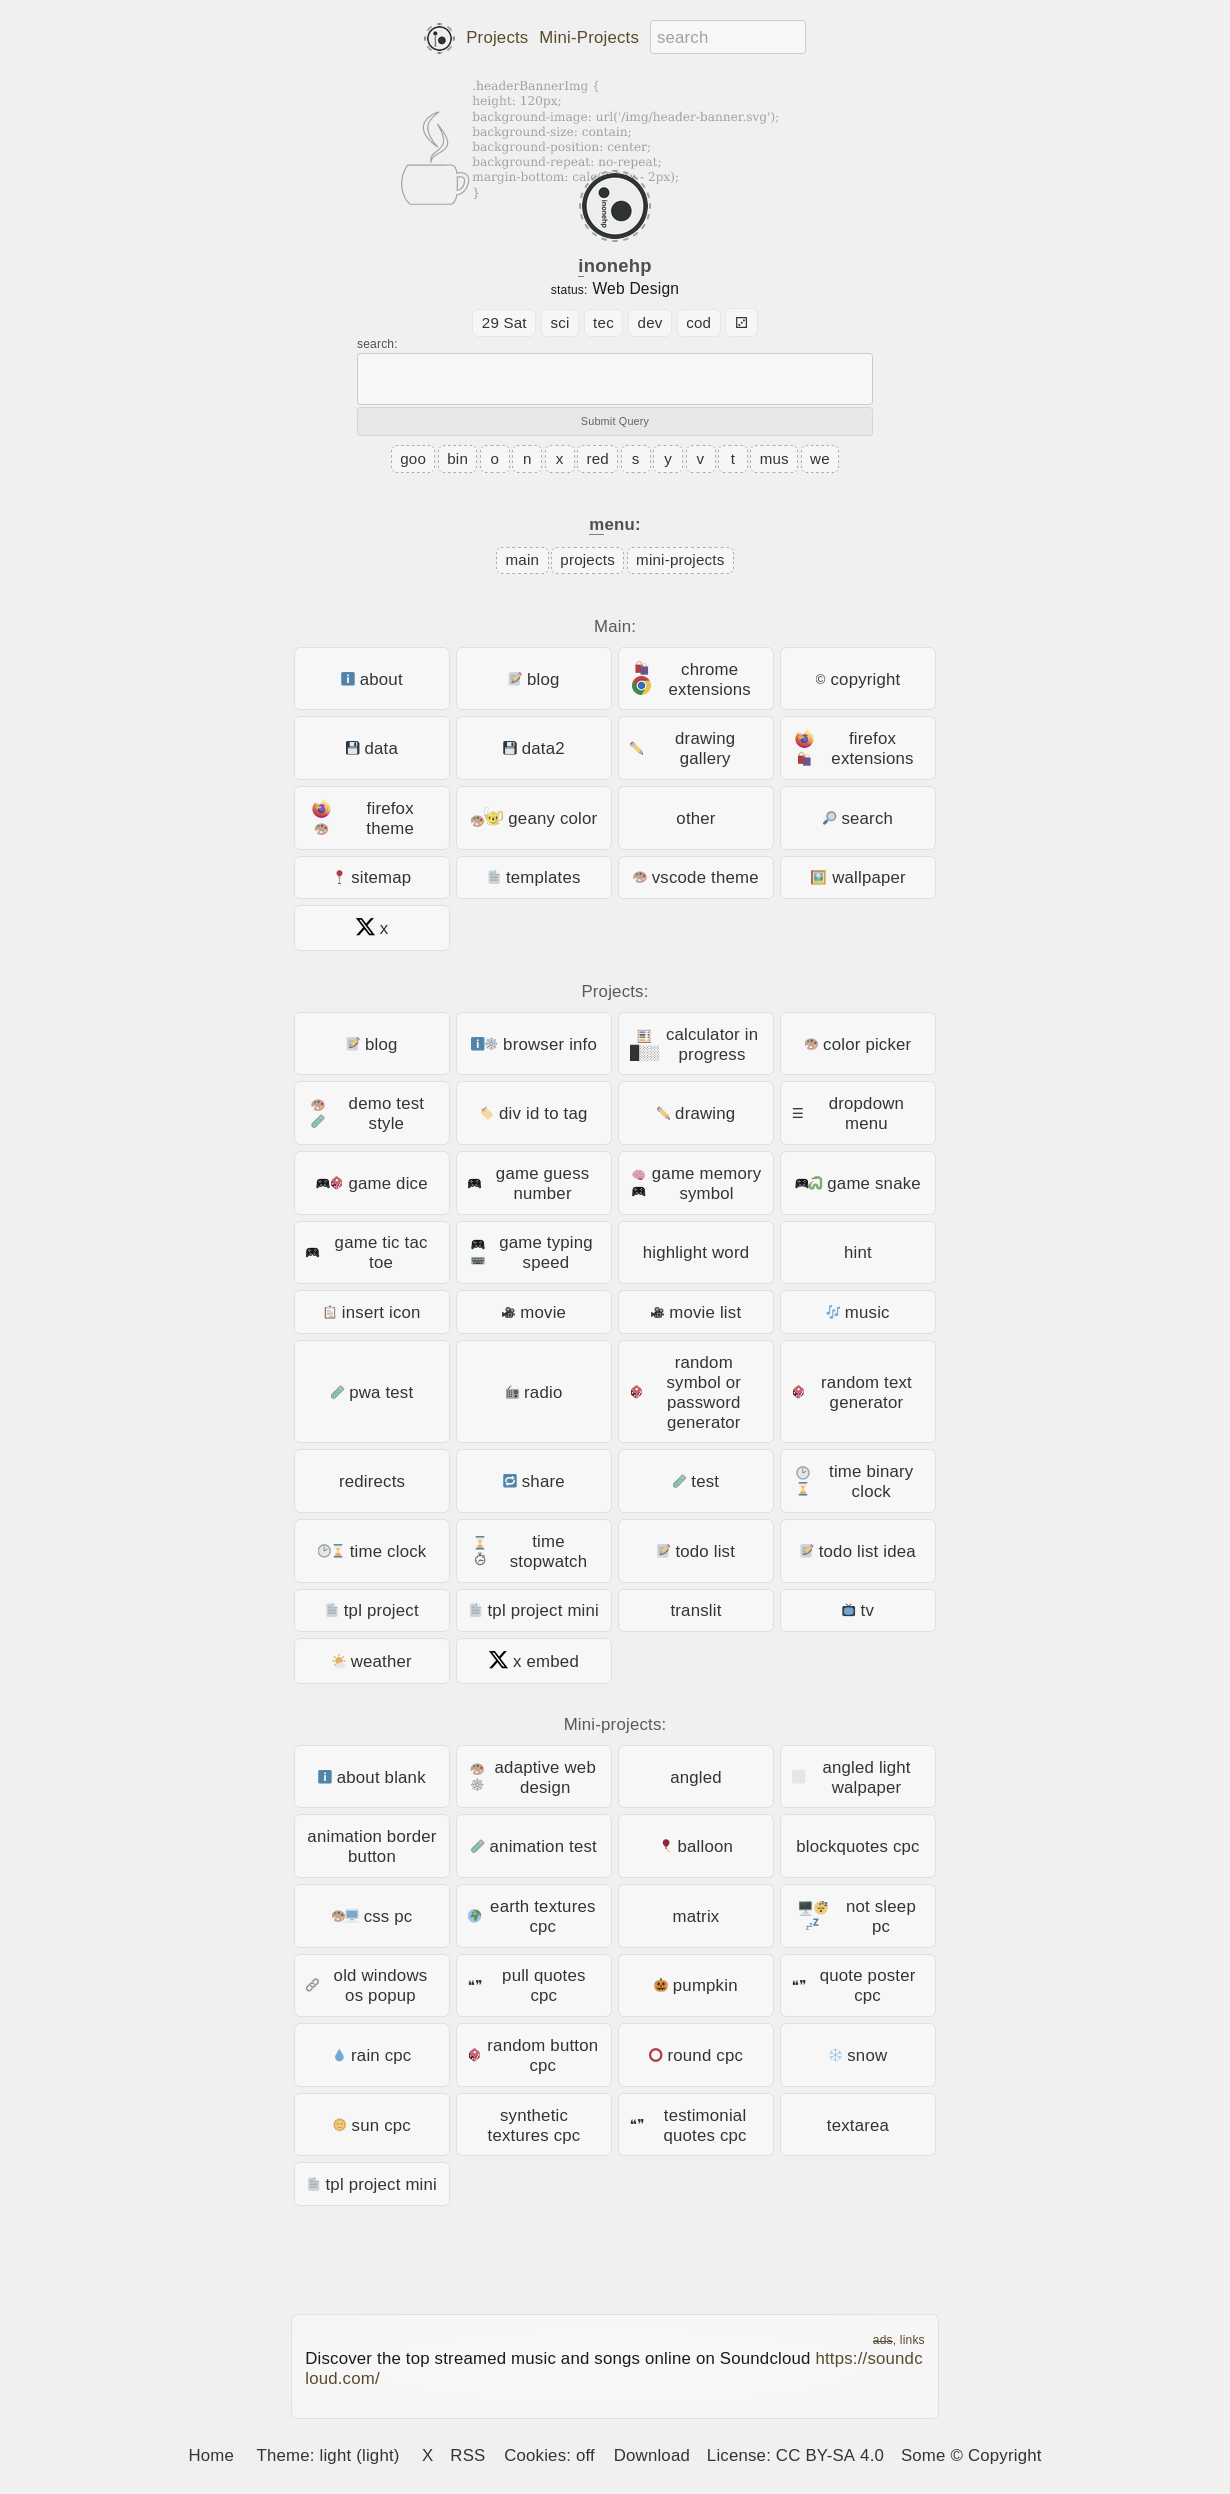 Projects Mini-Projects search
.headerBannerImg {
height: 120px;
background-image: url('/img/header-banner.svg');
background-size: contain;
background-position: center;
background-repeat: no-repeat;
margin-bottom: - 2px);
}
inonehp
inonehp
status: Web Design
29 Sat sci tec dev cod ⚂
search:
Submit Query
goo bin o n x red s y v t mus we
menu:
main projects mini-projects
Main:
ℹ️ about
📝 blog
🛍️ chrome
extensions
© copyright
💾 data
💾 data2
✏️ drawing
gallery
firefox
🛍️ extensions
firefox
🎨 theme
🎨 geany color
other
🔎 search
📍 sitemap
📄 templates
🎨 vscode theme
🖼️ wallpaper
X x
Projects:
📝 blog
ℹ️🕸️ browser info
🧮 calculator in
█░░ progress
🎨 color picker
🎨 demo test
🧪 style
🏷️ div id to tag
✏️ drawing
☰ dropdown
menu
🎮🎲 game dice
🎮 game guess
number
🧠 game memory
🎮 symbol
🎮🐍 game snake
🎮 game tic tac
toe
🎮 game typing
⌨️ speed
highlight word
hint
📋 insert icon
🎥 movie
🎥 movie list
🎶 music
🧪 pwa test
📻 radio
🎲 random
symbol or
password
generator
🎲 random text
generator
redirects
🔁 share
🧪 test
🕒 time binary
⏳ clock
🕒⏳ time clock
⏳ time
⏱ stopwatch
📝 todo list
📝 todo list idea
📄 tpl project
📄 tpl project mini
translit
📺 tv
🌤️ weather
X x embed
Mini-projects:
ℹ️ about blank
🎨 adaptive web
🕸️ design
angled
angled light
walpaper
animation border
button
🧪 animation test
🎈 balloon
blockquotes cpc
🎨🖥️ css pc
🌍 earth textures
cpc
matrix
🖥️😴 not sleep
💤 pc
🔗 old windows
os popup
❝❞ pull quotes
cpc
🎃 pumpkin
❝❞ quote poster
cpc
💧 rain cpc
🎲 random button
cpc
⭕ round cpc
❄️ snow
🌞 sun cpc
synthetic
textures cpc
❝❞ testimonial
quotes cpc
textarea
📄 tpl project mini
ads, links
Discover the top streamed music and songs online on Soundcloud https://soundc
loud.com/
Home Theme: light (light) X RSS Cookies: off Download License: CC BY-SA 4.0 Some © Copyright